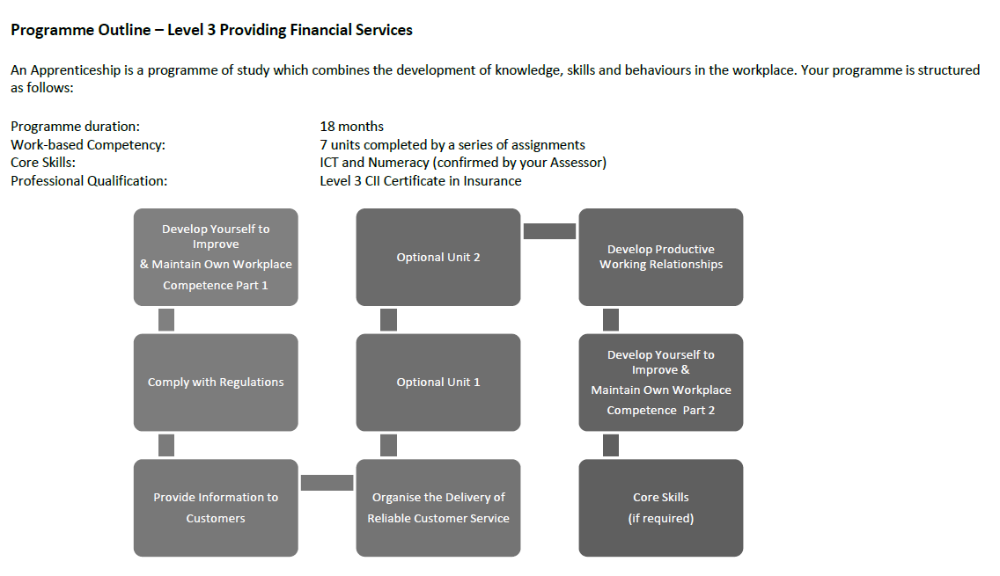 Programme Outline – Level 3 Providing Financial Services
An Apprenticeship is a programme of study which combines the development of knowledge, skills and behaviours in the workplace. Your programme is structured
as follows:
Programme duration: 18 months
Work-based Competency: 7 units completed by a series of assignments
Core Skills: ICT and Numeracy (confirmed by your Assessor)
Professional Qualification: Level 3 CII Certificate in Insurance
Develop Yourself to
Improve
& Maintain Own Workplace
Competence Part 1
Comply with Regulations
Provide Information to
Customers
Organise the Delivery of
Reliable Customer Service
Optional Unit 1
Optional Unit 2
Develop Productive
Working Relationships
Develop Yourself to
Improve &
Maintain Own Workplace
Competence Part 2
Core Skills
(if required)